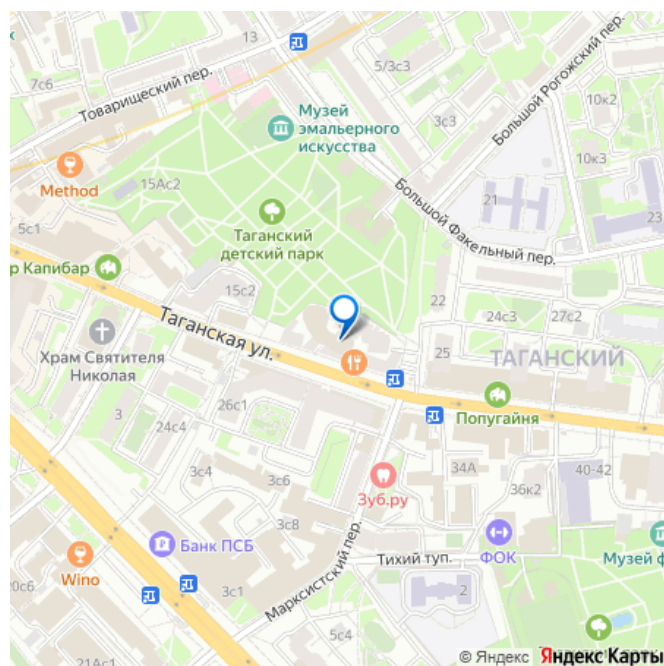 13
5/3с3
7с6
Товарищеский пер.
Музей
эмальерного
искусства
3с3
Большой Рогожский пер.
10к2
10к3
Method
15Ас2
21
23
Большой Факельный пер.
5с1
Таганский
детский парк
р Капибар
15с2
22
24с3
27с2
Таганская ул.
Храм Святителя
Николая
25
ТАГАНСКИЙ
Попугайня
3
24с4
26с1
3с4
3с6
Зуб.ру
34А
40-42
36к2
3с8
Банк ПСБ
ФОК
Музей ф
Wino
Тихий туп.
20с6
3с1
Марксистский пер.
2
5с4
21Ас1
© Яндекс Яндекс Карты